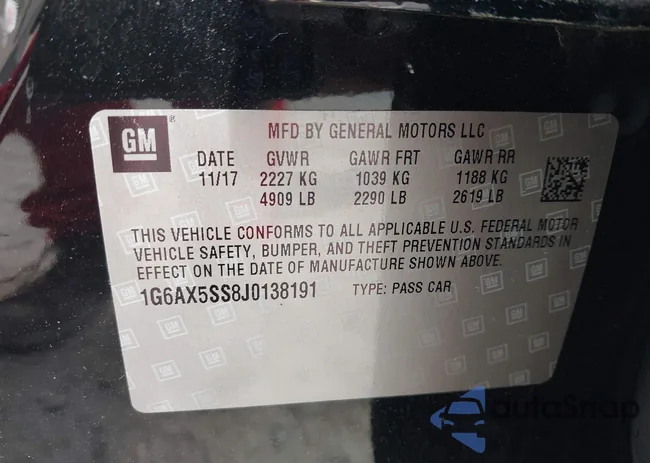 GM
®
MFD BY GENERAL MOTORS LLC
DATE GVWR GAWR FRT GAWR RR
11/17 2227 KG 1039 KG 1188 KG
4909 LB 2290 LB 2619 LB
THIS VEHICLE CONFORMS TO ALL APPLICABLE U.S. FEDERAL MOTOR
VEHICLE SAFETY, BUMPER, AND THEFT PREVENTION STANDARDS IN
EFFECT ON THE DATE OF MANUFACTURE SHOWN ABOVE.
1G6AX5SS8J0138191 TYPE: PASS CAR
autoSnap